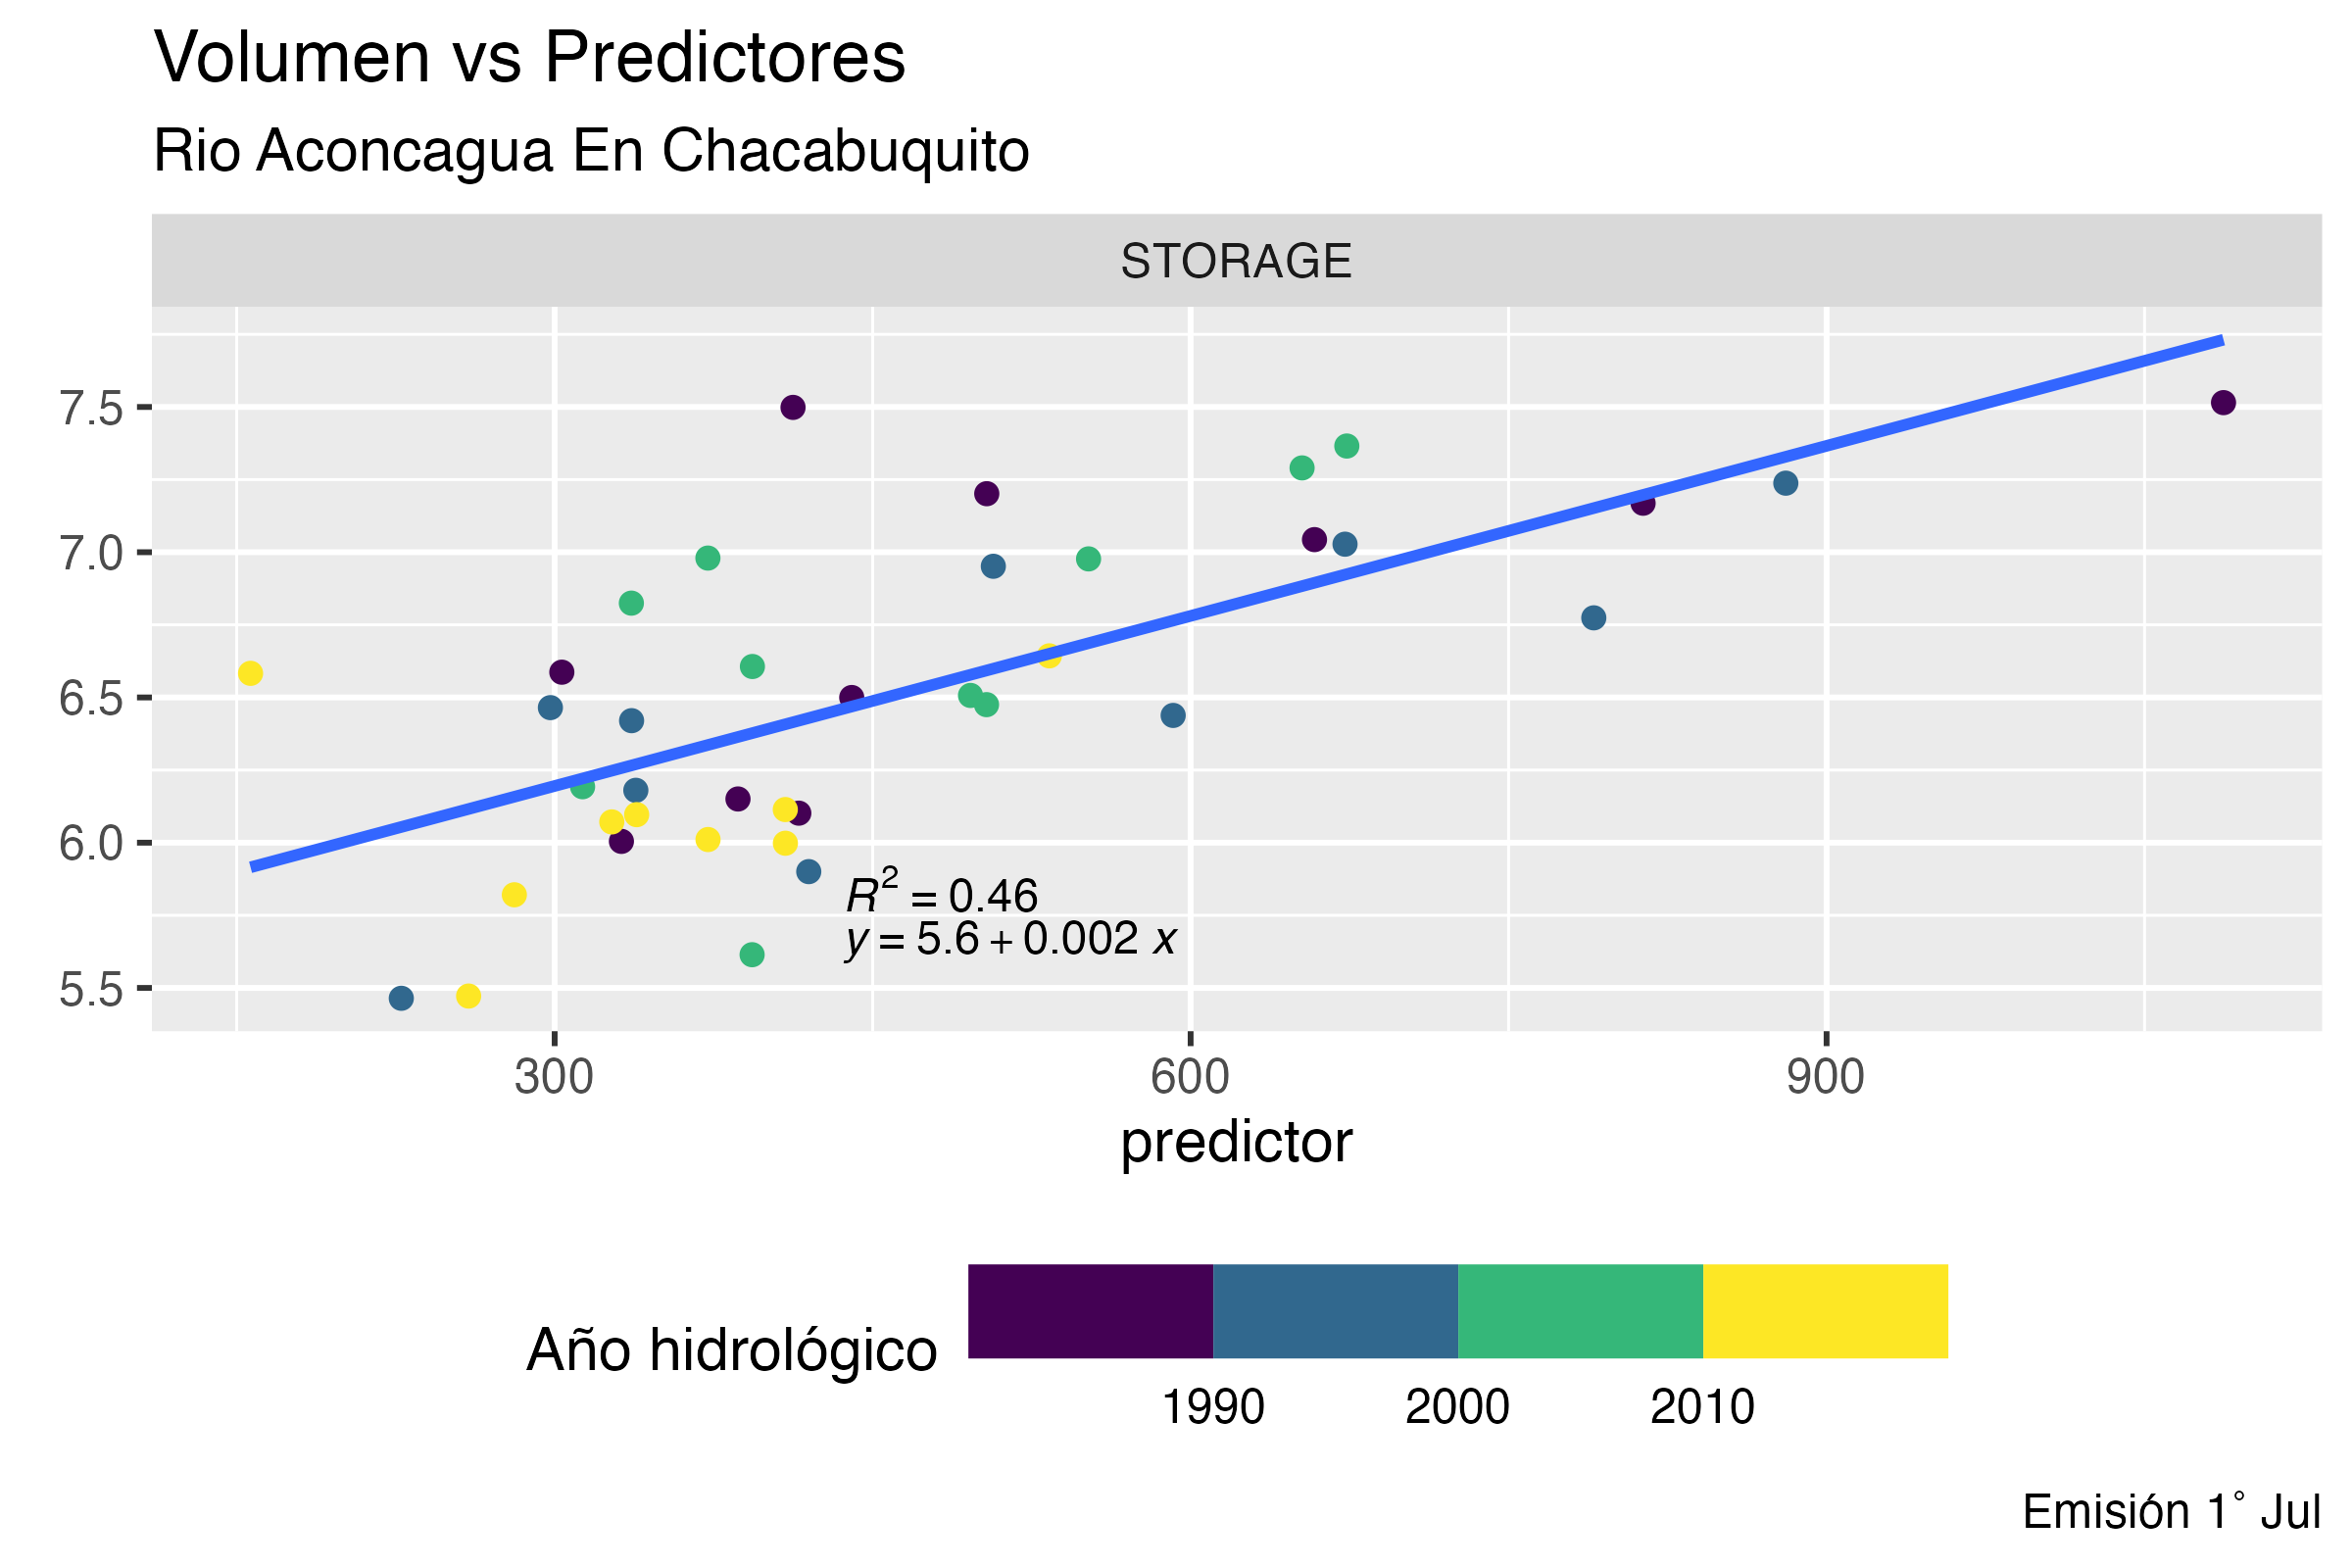 Volumen vs Predictores
Rio Aconcagua En Chacabuquito
STORAGE
7.5
7.0
6.5
6.0
5.5
R² = 0.46
y = 5.6 + 0.002 x
300 600 900
predictor
Año hidrológico
1990 2000 2010
Emisión 1° Jul